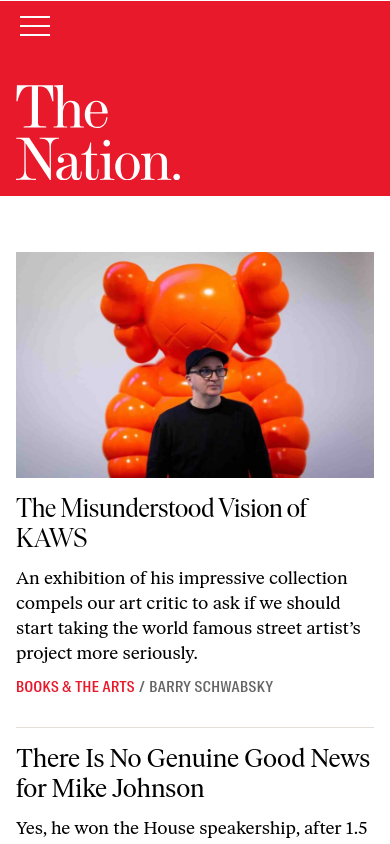 The
Nation.
The Misunderstood Vision of
KAWS
An exhibition of his impressive collection
compels our art critic to ask if we should
start taking the world famous street artist’s
project more seriously.
BOOKS & THE ARTS / BARRY SCHWABSKY
There Is No Genuine Good News
for Mike Johnson
Yes, he won the House speakership, after 1.5